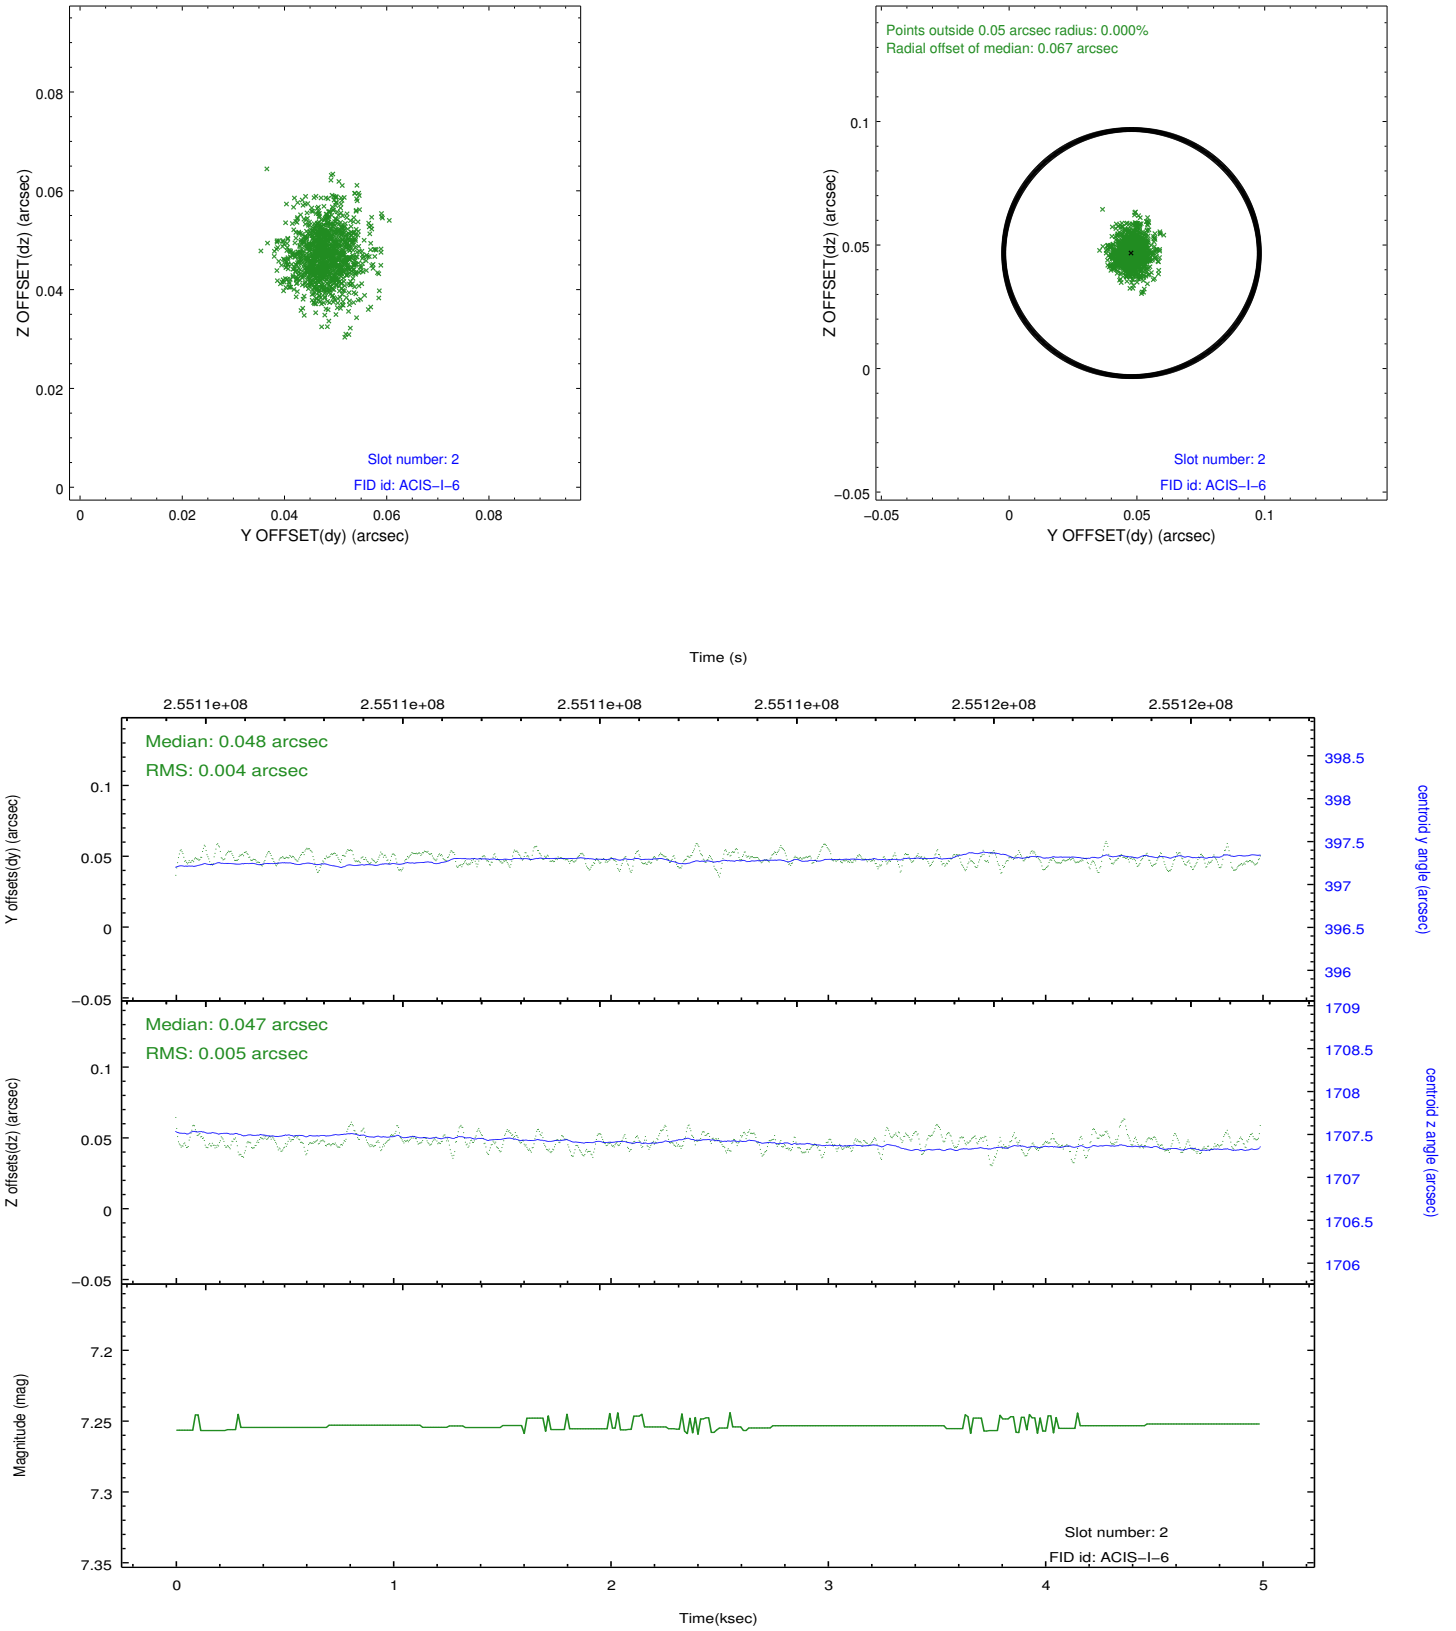 0.08
0.06
0.04
0.02
0
0
0.02
0.04
0.06
0.08
Z OFFSET(dz) (arcsec)
Y OFFSET(dy) (arcsec)
Slot number: 2
FID id: ACIS−I−6
Points outside 0.05 arcsec radius: 0.000%
Radial offset of median: 0.067 arcsec
0.1
0.05
0
−0.05
−0.05
0
0.05
0.1
Z OFFSET(dz) (arcsec)
Y OFFSET(dy) (arcsec)
Slot number: 2
FID id: ACIS−I−6
Time (s)
2.5511e+08
2.5511e+08
2.5511e+08
2.5511e+08
2.5512e+08
2.5512e+08
Median: 0.048 arcsec
RMS: 0.004 arcsec
0.1
0.05
0
−0.05
Y offsets(dy) (arcsec)
398.5
398
397.5
397
396.5
396
centroid y angle (arcsec)
Median: 0.047 arcsec
RMS: 0.005 arcsec
0.1
0.05
0
−0.05
Z offsets(dz) (arcsec)
1709
1708.5
1708
1707.5
1707
1706.5
1706
centroid z angle (arcsec)
7.2
7.25
7.3
7.35
Magnitude (mag)
Slot number: 2
FID id: ACIS−I−6
0
1
2
3
4
5
Time(ksec)